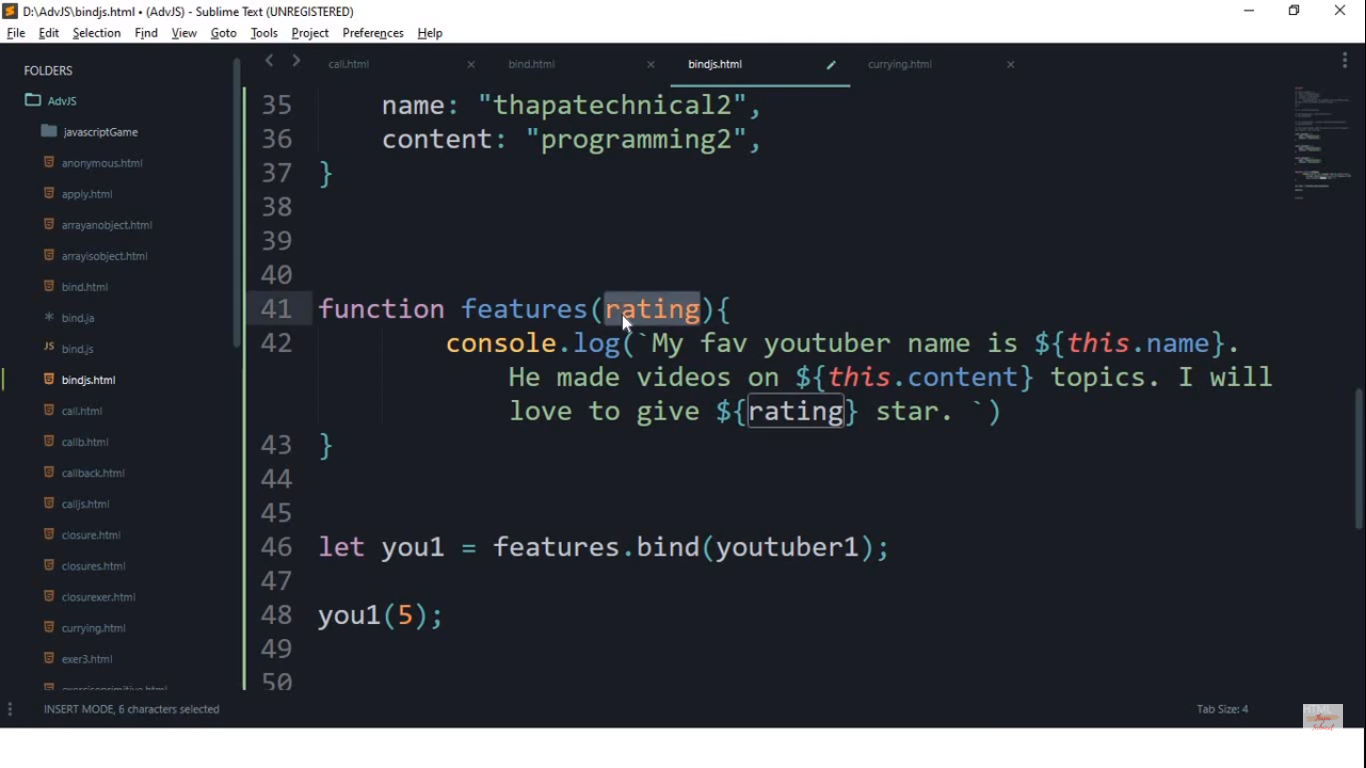 D:\AdvJS\bindjs.html • (AdvJS) - Sublime Text (UNREGISTERED)
File Edit Selection Find View Goto Tools Project Preferences Help
FOLDERS
AdvJS
javascriptGame
anonymous.html
apply.html
arrayanobject.html
arrayisobject.html
bind.html
bind.ja
JS bind.js
bindjs.html
call.html
callb.html
callback.html
calljs.html
closure.html
closures.html
closurexer.html
currying.html
exer3.html
call.html bind.html bindjs.html currying.html
35 name: "thapatechnical2",
36 content: "programming2",
37 }
38
39
40
41 function features(rating){
42 console.log(`My fav youtuber name is ${this.name}.
He made videos on ${this.content} topics. I will
love to give ${rating} star. `)
43 }
44
45
46 let you1 = features.bind(youtuber1);
47
48 you1(5);
49
50
INSERT MODE, 6 characters selected
Tab Size: 4
HTML